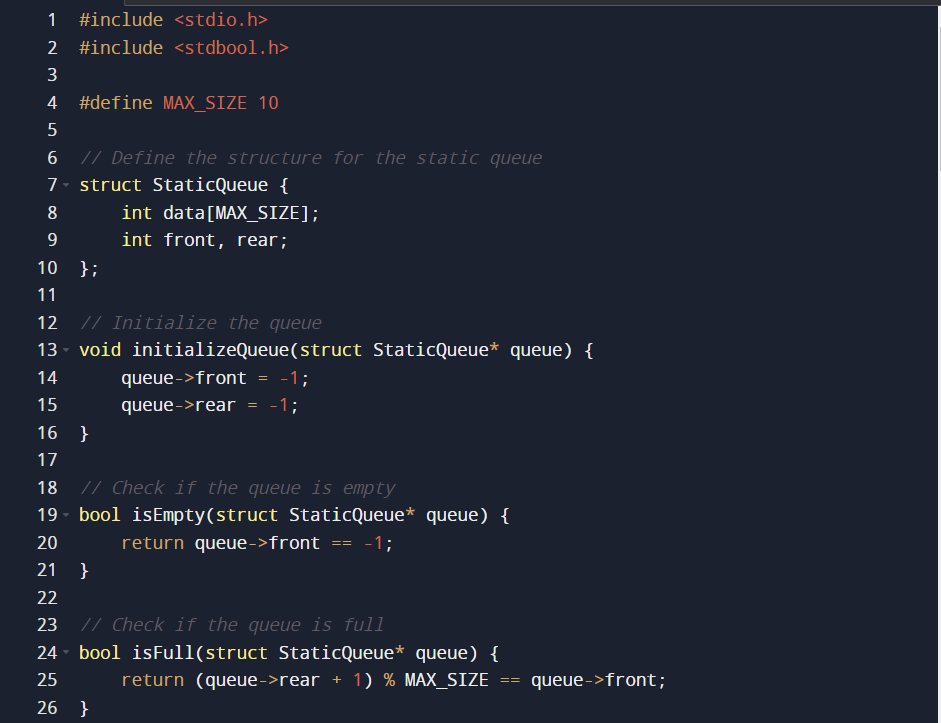 1 #include <stdio.h>
2 #include <stdbool.h>
3
4 #define MAX_SIZE 10
5
6 // Define the structure for the static queue
7 struct StaticQueue {
8     int data[MAX_SIZE];
9     int front, rear;
10 };
11
12 // Initialize the queue
13 void initializeQueue(struct StaticQueue* queue) {
14     queue->front = -1;
15     queue->rear = -1;
16 }
17
18 // Check if the queue is empty
19 bool isEmpty(struct StaticQueue* queue) {
20     return queue->front == -1;
21 }
22
23 // Check if the queue is full
24 bool isFull(struct StaticQueue* queue) {
25     return (queue->rear + 1) % MAX_SIZE == queue->front;
26 }